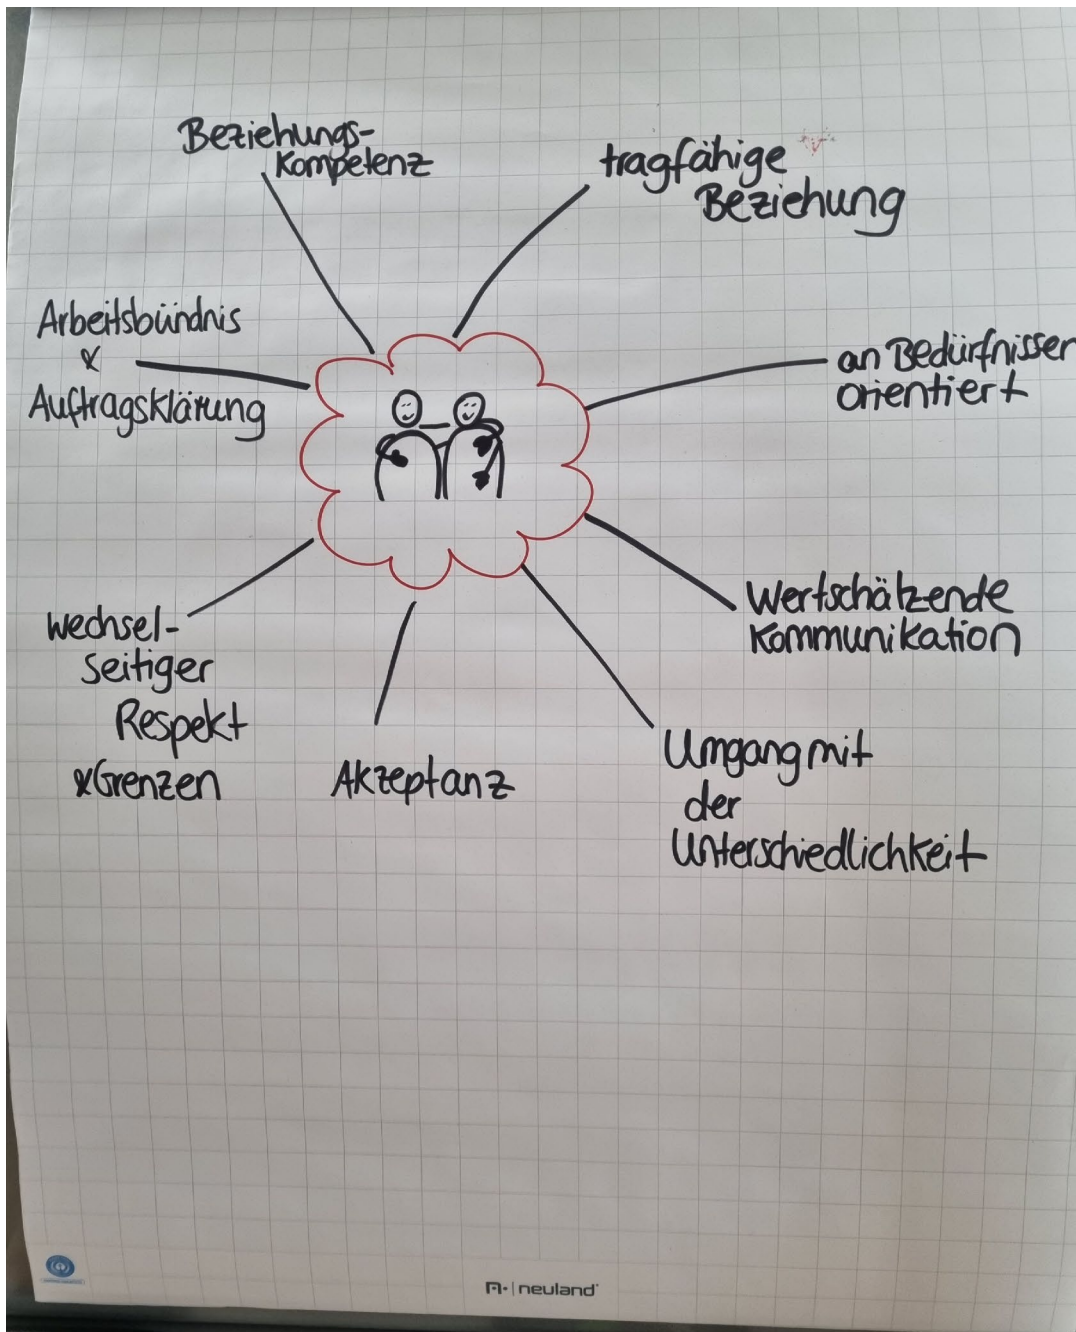 Beziehungs-
Kompetenz
tragfähige
Beziehung
Arbeitsbündnis
&
Auftragsklärung
an Bedürfnissen
orientiert
Wertschätzende
Kommunikation
wechsel-
seitiger
Respekt
& Grenzen
Akzeptanz
Umgang mit
der
Unterschiedlichkeit
neuland